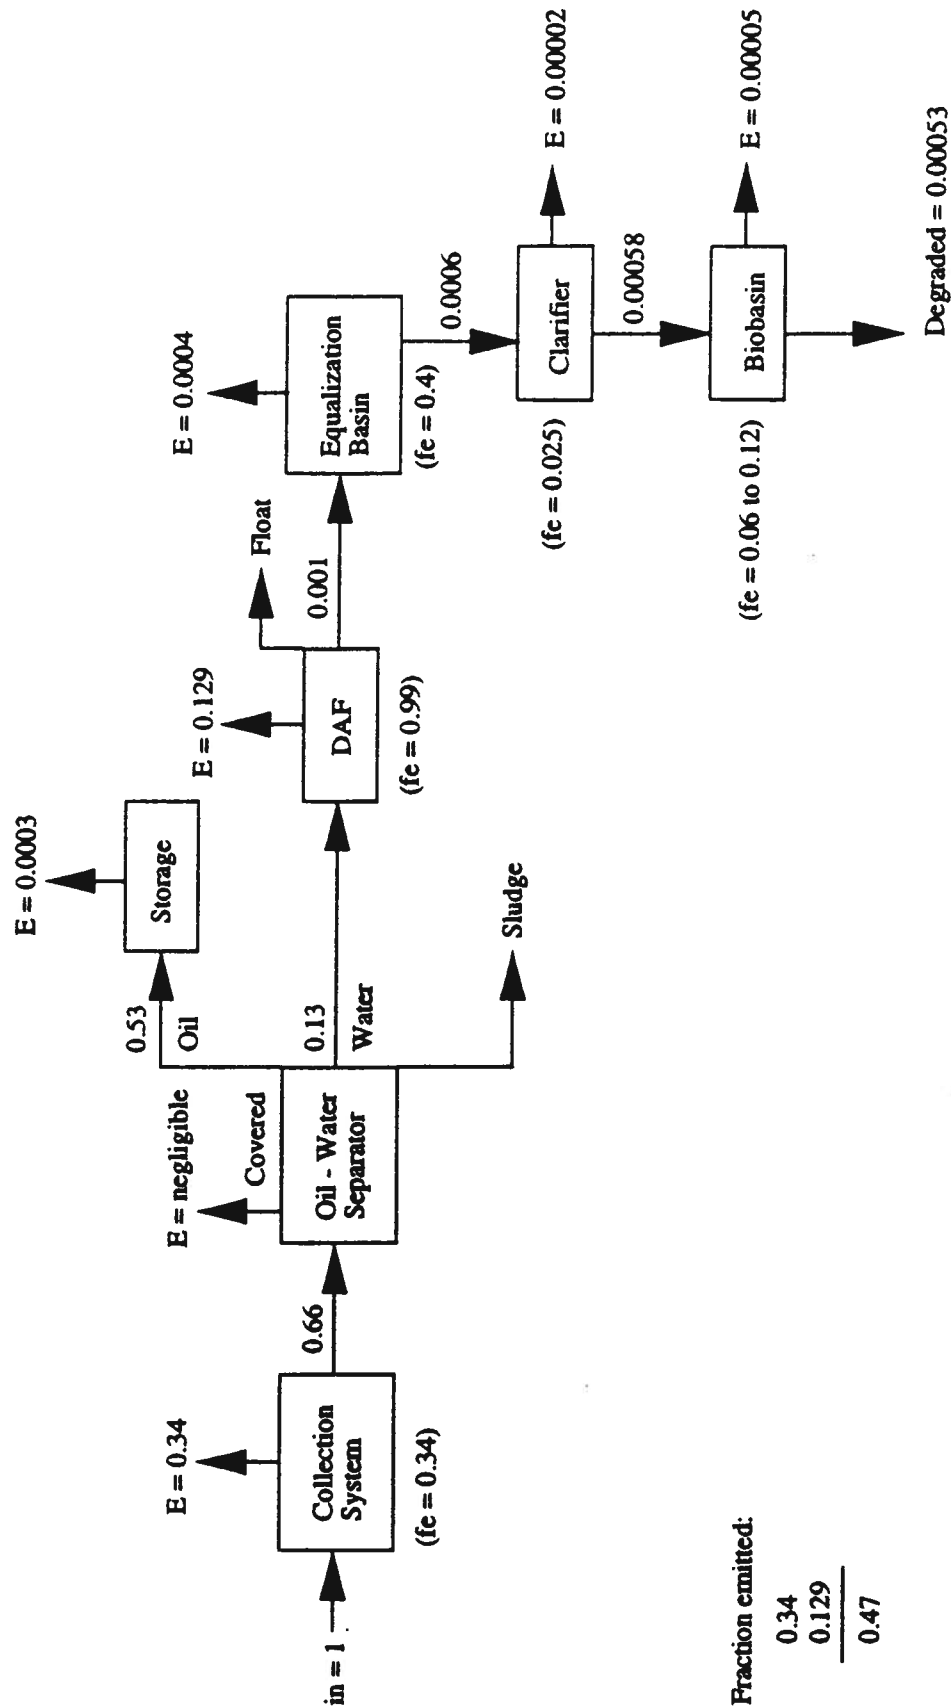 in = 1
E = 0.34
Collection
System
(fe = 0.34)
0.66
E = negligible
Covered
Oil - Water
Separator
0.53
Oil
0.13
Water
Sludge
E = 0.0003
Storage
E = 0.129
DAF
(fe = 0.99)
Float
0.001
E = 0.0004
Equalization
Basin
(fe = 0.4)
0.0006
E = 0.00002
Clarifier
(fe = 0.025)
0.00058
E = 0.00005
Biobasin
(fe = 0.06 to 0.12)
Degraded = 0.00053
Fraction emitted:
0.34
0.129
0.47